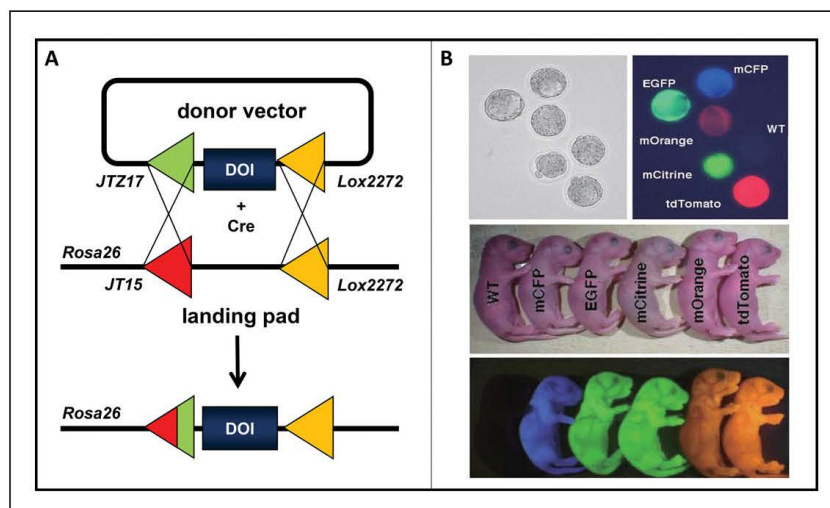 A
donor vector
JTZ17
DOI
Lox2272
+
Cre
Rosa26
JT15
Lox2272
landing pad
Rosa26
DOI
B
EGFP
mCFP
WT
mOrange
mCitrine
tdTomato
WT
mCFP
EGFP
mCitrine
mOrange
tdTomato